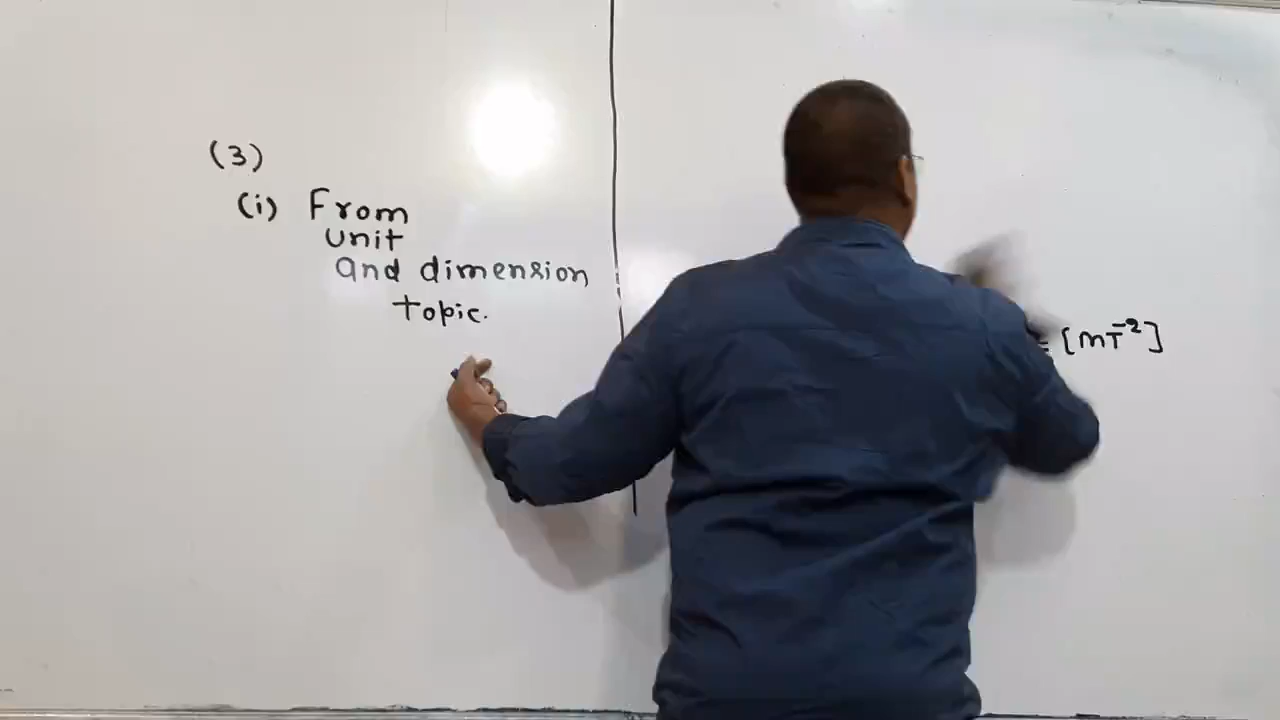 (3)
(i) From
unit
and dimension
topic.
= [MT⁻²]